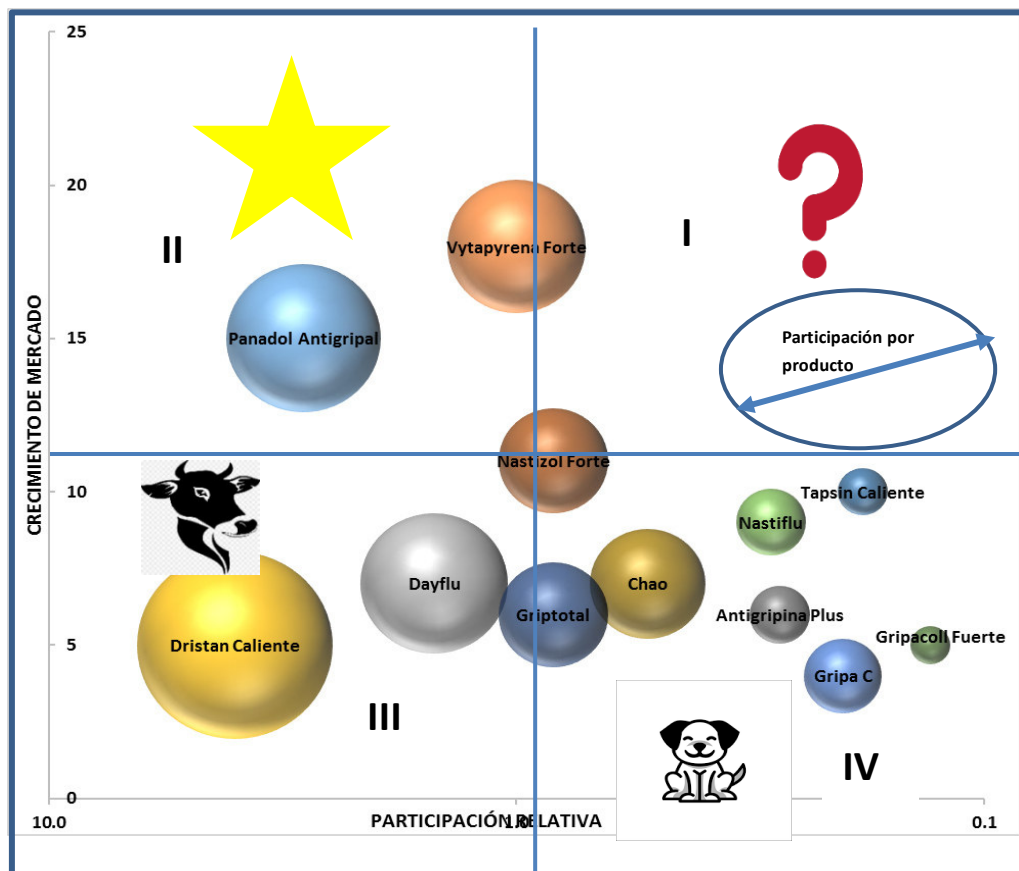 25
20
15
10
5
0
CRECIMIENTO DE MERCADO
II
I
Vytapyrena Forte
Panadol Antigripal
Participación por
producto
Nastizol Forte
Tapsin Caliente
Nastiflu
Dayflu
Chao
Griptotal
Antigripina Plus
Gripacoll Fuerte
Dristan Caliente
Gripa C
III
IV
10.0
1.0
0.1
PARTICIPACIÓN RELATIVA